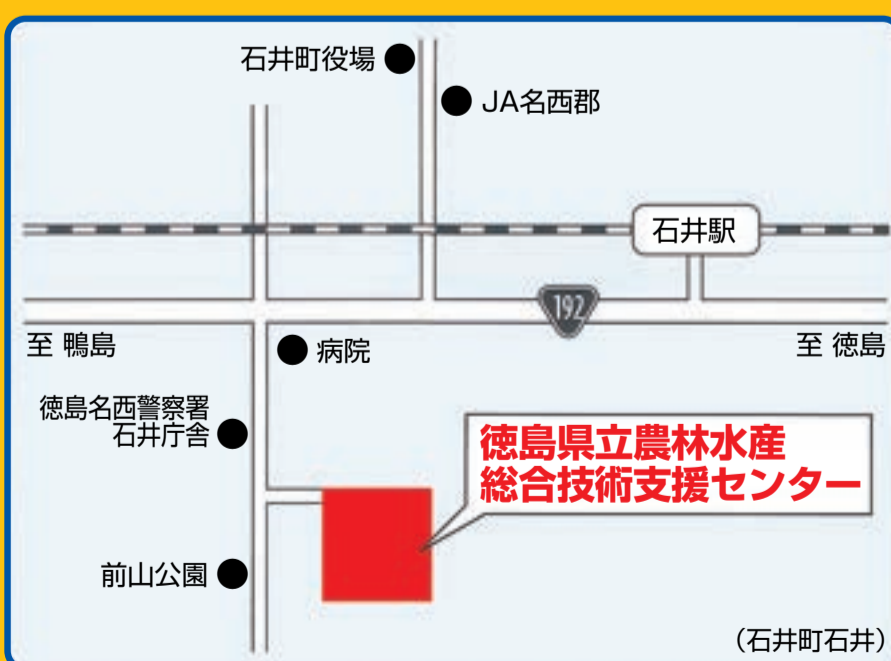 石井町役場
JA名西郡
石井駅
192
至 鴨島
病院
至 徳島
徳島名西警察署
石井庁舎
徳島県立農林水産
総合技術支援センター
前山公園
（石井町石井）